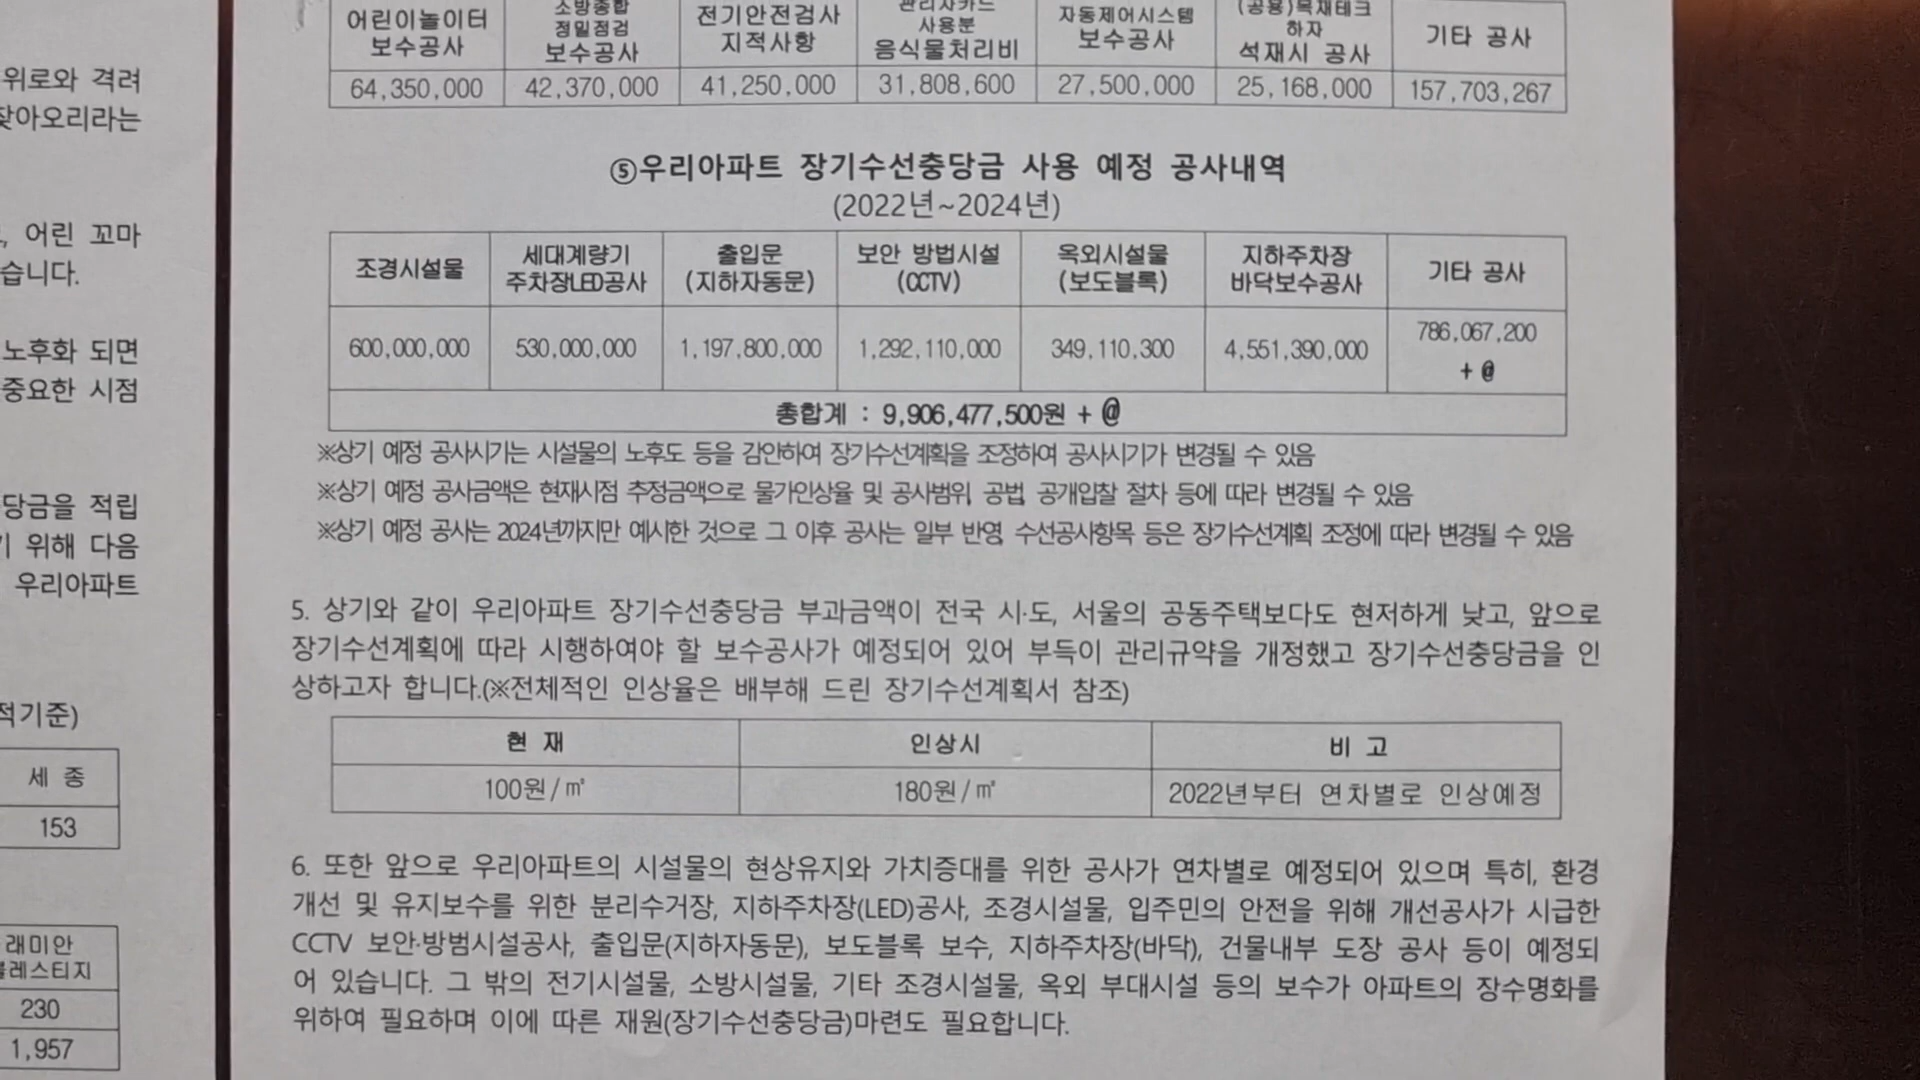 위로와 격려
찾아오리라는
어린 꼬마
습니다.
노후화 되면
중요한 시점
당금을 적립
위해 다음
우리아파트
적기준)
세 종
153
래미안
블레스티지
230
1,957
어린이놀이터
보수공사
소방종합
정밀점검
보수공사
전기안전검사
지적사항
관리자카드
사용분
음식물처리비
자동제어시스템
보수공사
(공용)목재테크
하자
석재시 공사
기타 공사
64,350,000 42,370,000 41,250,000 31,808,600 27,500,000 25,168,000 157,703,267
⑤우리아파트 장기수선충당금 사용 예정 공사내역
(2022년~2024년)
조경시설물
세대계량기
주차장LED공사
출입문
(지하자동문)
보안 방법시설
(CCTV)
옥외시설물
(보도블록)
지하주차장
바닥보수공사
기타 공사
600,000,000 530,000,000 1,197,800,000 1,292,110,000 349,110,300 4,551,390,000 786,067,200
+ @
총합계 : 9,906,477,500원 + @
※상기 예정 공사시기는 시설물의 노후도 등을 감안하여 장기수선계획을 조정하여 공사시기가 변경될 수 있음
※상기 예정 공사금액은 현재시점 추정금액으로 물가인상율 및 공사범위, 공법, 공개입찰 절차 등에 따라 변경될 수 있음
※상기 예정 공사는 2024년까지만 예시한 것으로 그 이후 공사는 일부 반영, 수선공사항목 등은 장기수선계획 조정에 따라 변경될 수 있음
5. 상기와 같이 우리아파트 장기수선충당금 부과금액이 전국 시·도, 서울의 공동주택보다도 현저하게 낮고, 앞으로
장기수선계획에 따라 시행하여야 할 보수공사가 예정되어 있어 부득이 관리규약을 개정했고 장기수선충당금을 인
상하고자 합니다.(※전체적인 인상율은 배부해 드린 장기수선계획서 참조)
현 재 인상시 비 고
100원/㎡ 180원/㎡ 2022년부터 연차별로 인상예정
6. 또한 앞으로 우리아파트의 시설물의 현상유지와 가치증대를 위한 공사가 연차별로 예정되어 있으며 특히, 환경
개선 및 유지보수를 위한 분리수거장, 지하주차장(LED)공사, 조경시설물, 입주민의 안전을 위해 개선공사가 시급한
CCTV 보안·방범시설공사, 출입문(지하자동문), 보도블록 보수, 지하주차장(바닥), 건물내부 도장 공사 등이 예정되
어 있습니다. 그 밖의 전기시설물, 소방시설물, 기타 조경시설물, 옥외 부대시설 등의 보수가 아파트의 장수명화를
위하여 필요하며 이에 따른 재원(장기수선충당금)마련도 필요합니다.